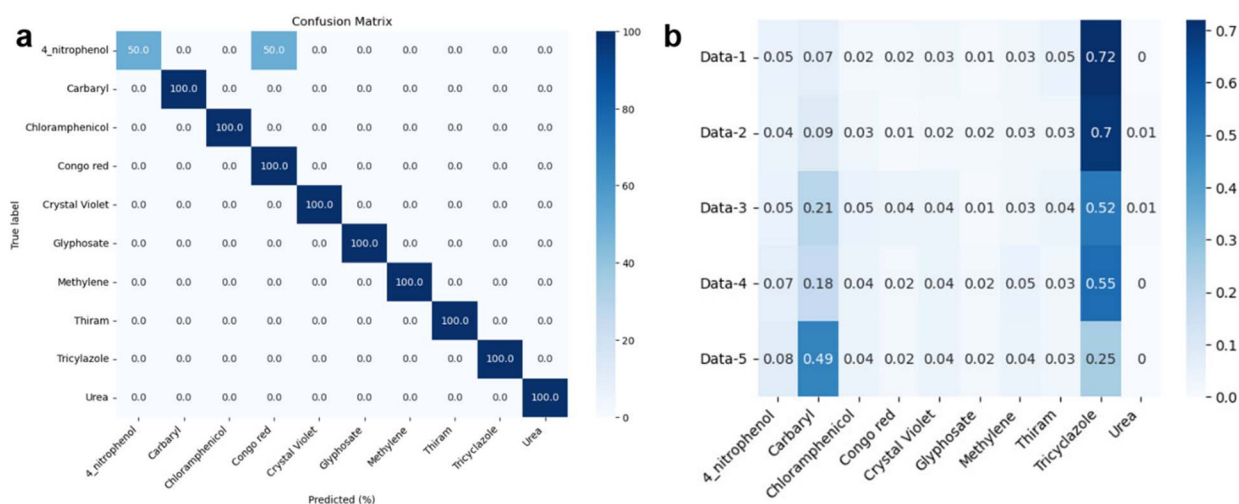 a
Confusion Matrix
4_nitrophenol 50.0 0.0 0.0 50.0 0.0 0.0 0.0 0.0 0.0 0.0
Carbaryl 0.0 100.0 0.0 0.0 0.0 0.0 0.0 0.0 0.0 0.0
Chloramphenicol 0.0 0.0 100.0 0.0 0.0 0.0 0.0 0.0 0.0 0.0
Congo red 0.0 0.0 0.0 100.0 0.0 0.0 0.0 0.0 0.0 0.0
Crystal Violet 0.0 0.0 0.0 0.0 100.0 0.0 0.0 0.0 0.0 0.0
Glyphosate 0.0 0.0 0.0 0.0 0.0 100.0 0.0 0.0 0.0 0.0
Methylene 0.0 0.0 0.0 0.0 0.0 0.0 100.0 0.0 0.0 0.0
Thiram 0.0 0.0 0.0 0.0 0.0 0.0 0.0 100.0 0.0 0.0
Tricylazole 0.0 0.0 0.0 0.0 0.0 0.0 0.0 0.0 100.0 0.0
Urea 0.0 0.0 0.0 0.0 0.0 0.0 0.0 0.0 0.0 100.0
True label
4_nitrophenol Carbaryl Chloramphenicol Congo red Crystal Violet Glyphosate Methylene Thiram Tricyclazole Urea
Predicted (%)
100
80
60
40
20
0
b
Data-1 0.05 0.07 0.02 0.02 0.03 0.01 0.03 0.05 0.72 0
Data-2 0.04 0.09 0.03 0.01 0.02 0.02 0.03 0.03 0.7 0.01
Data-3 0.05 0.21 0.05 0.04 0.04 0.01 0.03 0.04 0.52 0.01
Data-4 0.07 0.18 0.04 0.02 0.04 0.02 0.05 0.03 0.55 0
Data-5 0.08 0.49 0.04 0.02 0.04 0.02 0.04 0.03 0.25 0
4_nitrophenol Carbaryl Chloramphenicol Congo red Crystal Violet Glyphosate Methylene Thiram Tricyclazole Urea
0.7
0.6
0.5
0.4
0.3
0.2
0.1
0.0